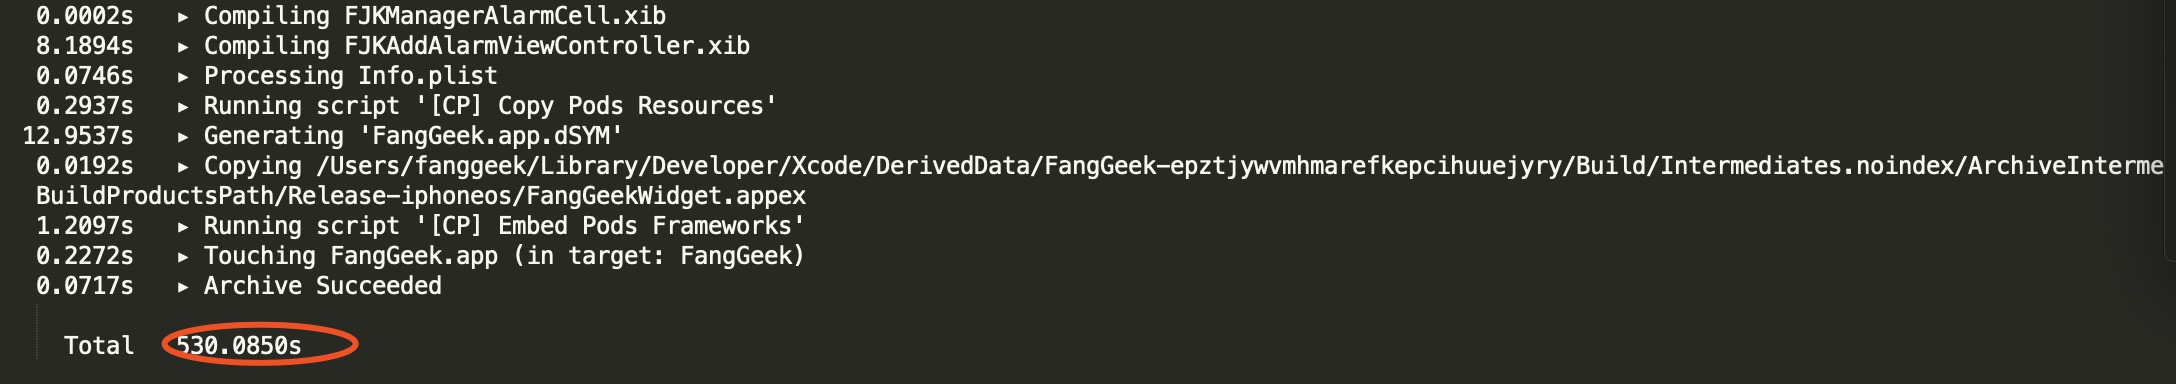 0.0002s ▸ Compiling FJKManagerAlarmCell.xib
8.1894s ▸ Compiling FJKAddAlarmViewController.xib
0.0746s ▸ Processing Info.plist
0.2937s ▸ Running script '[CP] Copy Pods Resources'
12.9537s ▸ Generating 'FangGeek.app.dSYM'
0.0192s ▸ Copying /Users/fanggeek/Library/Developer/Xcode/DerivedData/FangGeek-epztjywvmhmarefkepcihuuejyry/Build/Intermediates.noindex/ArchiveInterme
BuildProductsPath/Release-iphoneos/FangGeekWidget.appex
1.2097s ▸ Running script '[CP] Embed Pods Frameworks'
0.2272s ▸ Touching FangGeek.app (in target: FangGeek)
0.0717s ▸ Archive Succeeded
Total 530.0850s